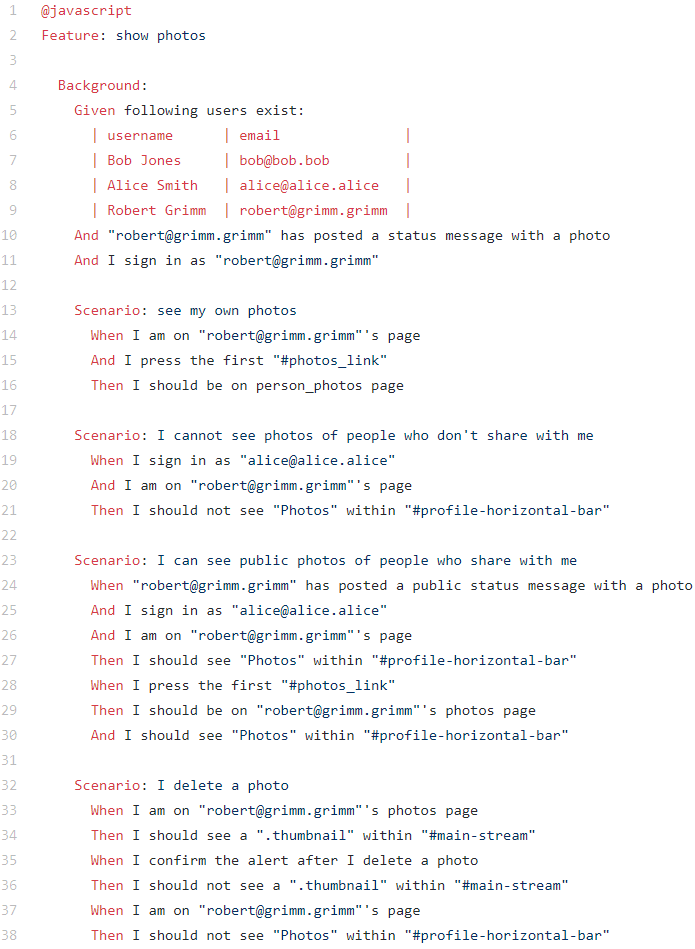 1 @javascript
2 Feature: show photos
3
4 Background:
5 Given following users exist:
6 | username | email |
7 | Bob Jones | bob@bob.bob |
8 | Alice Smith | alice@alice.alice |
9 | Robert Grimm | robert@grimm.grimm |
10 And "robert@grimm.grimm" has posted a status message with a photo
11 And I sign in as "robert@grimm.grimm"
12
13 Scenario: see my own photos
14 When I am on "robert@grimm.grimm"'s page
15 And I press the first "#photos_link"
16 Then I should be on person_photos page
17
18 Scenario: I cannot see photos of people who don't share with me
19 When I sign in as "alice@alice.alice"
20 And I am on "robert@grimm.grimm"'s page
21 Then I should not see "Photos" within "#profile-horizontal-bar"
22
23 Scenario: I can see public photos of people who share with me
24 When "robert@grimm.grimm" has posted a public status message with a photo
25 And I sign in as "alice@alice.alice"
26 And I am on "robert@grimm.grimm"'s page
27 Then I should see "Photos" within "#profile-horizontal-bar"
28 When I press the first "#photos_link"
29 Then I should be on "robert@grimm.grimm"'s photos page
30 And I should see "Photos" within "#profile-horizontal-bar"
31
32 Scenario: I delete a photo
33 When I am on "robert@grimm.grimm"'s photos page
34 Then I should see a ".thumbnail" within "#main-stream"
35 When I confirm the alert after I delete a photo
36 Then I should not see a ".thumbnail" within "#main-stream"
37 When I am on "robert@grimm.grimm"'s page
38 Then I should not see "Photos" within "#profile-horizontal-bar"